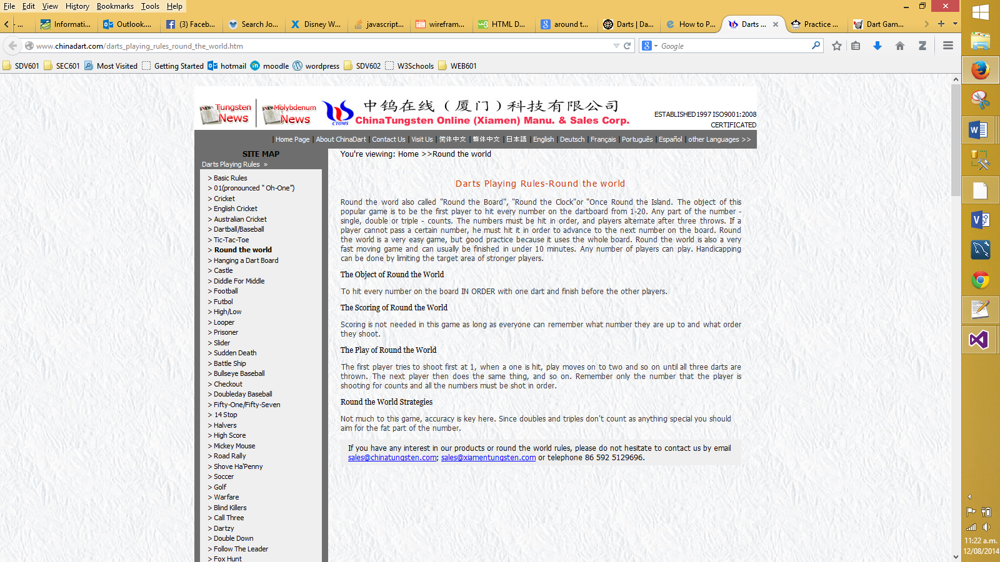 File Edit View History Bookmarks Tools Help
- ... Informati... Outlook.... (3) Faceb... Search Jo... Disney W... javascript... wirefram... HTML D... around t... Darts | Da... How to P... Darts ... Practice ... Dart Gam...
www.chinadart.com/darts_playing_rules_round_the_world.htm Google
SDV601 SEC601 Most Visited Getting Started hotmail moodle wordpress SDV602 W3Schools WEB601
Tungsten News Molybdenum News CTOMS
中钨在线（厦门）科技有限公司
ChinaTungsten Online (Xiamen) Manu. & Sales Corp.
ESTABLISHED1997 ISO9001:2008
CERTIFICATED
| Home Page | About ChinaDart | Contact Us | Visit Us | 简体中文 | 繁体中文 | 日本語 | English | Deutsch | Français | Português | Español | other Languages >>
SITE MAP
Darts Playing Rules »
> Basic Rules
> 01(pronounced " Oh-One")
> Cricket
> English Cricket
> Australian Cricket
> Dartball/Baseball
> Tic-Tac-Toe
> Round the world
> Hanging a Dart Board
> Castle
> Diddle For Middle
> Football
> Futbol
> High/Low
> Looper
> Prisoner
> Slider
> Sudden Death
> Battle Ship
> Bullseye Baseball
> Checkout
> Doubleday Baseball
> Fifty-One/Fifty-Seven
> 14 Stop
> Halvers
> High Score
> Mickey Mouse
> Road Rally
> Shove Ha'Penny
> Soccer
> Golf
> Warfare
> Blind Killers
> Call Three
> Dartzy
> Double Down
> Follow The Leader
> Fox Hunt
You're viewing: Home >>Round the world
Darts Playing Rules-Round the world
Round the word also called "Round the Board", "Round the Clock"or "Once Round the Island. The object of this
popular game is to be the first player to hit every number on the dartboard from 1-20. Any part of the number -
single, double or triple - counts. The numbers must be hit in order, and players alternate after three throws. If a
player cannot pass a certain number, he must hit it in order to advance to the next number on the board. Round
the world is a very easy game, but good practice because it uses the whole board. Round the world is also a very
fast moving game and can usually be finished in under 10 minutes. Any number of players can play. Handicapping
can be done by limiting the target area of stronger players.
The Object of Round the World
To hit every number on the board IN ORDER with one dart and finish before the other players.
The Scoring of Round the World
Scoring is not needed in this game as long as everyone can remember what number they are up to and what order
they shoot.
The Play of Round the World
The first player tries to shoot first at 1, when a one is hit, play moves on to two and so on until all three darts are
thrown. The next player then does the same thing, and so on. Remember only the number that the player is
shooting for counts and all the numbers must be shot in order.
Round the World Strategies
Not much to this game, accuracy is key here. Since doubles and triples don't count as anything special you should
aim for the fat part of the number.
If you have any interest in our products or round the world rules, please do not hesitate to contact us by email
sales@chinatungsten.com; sales@xiamentungsten.com or telephone 86 592 5129696.
11:22 a.m.
12/08/2014